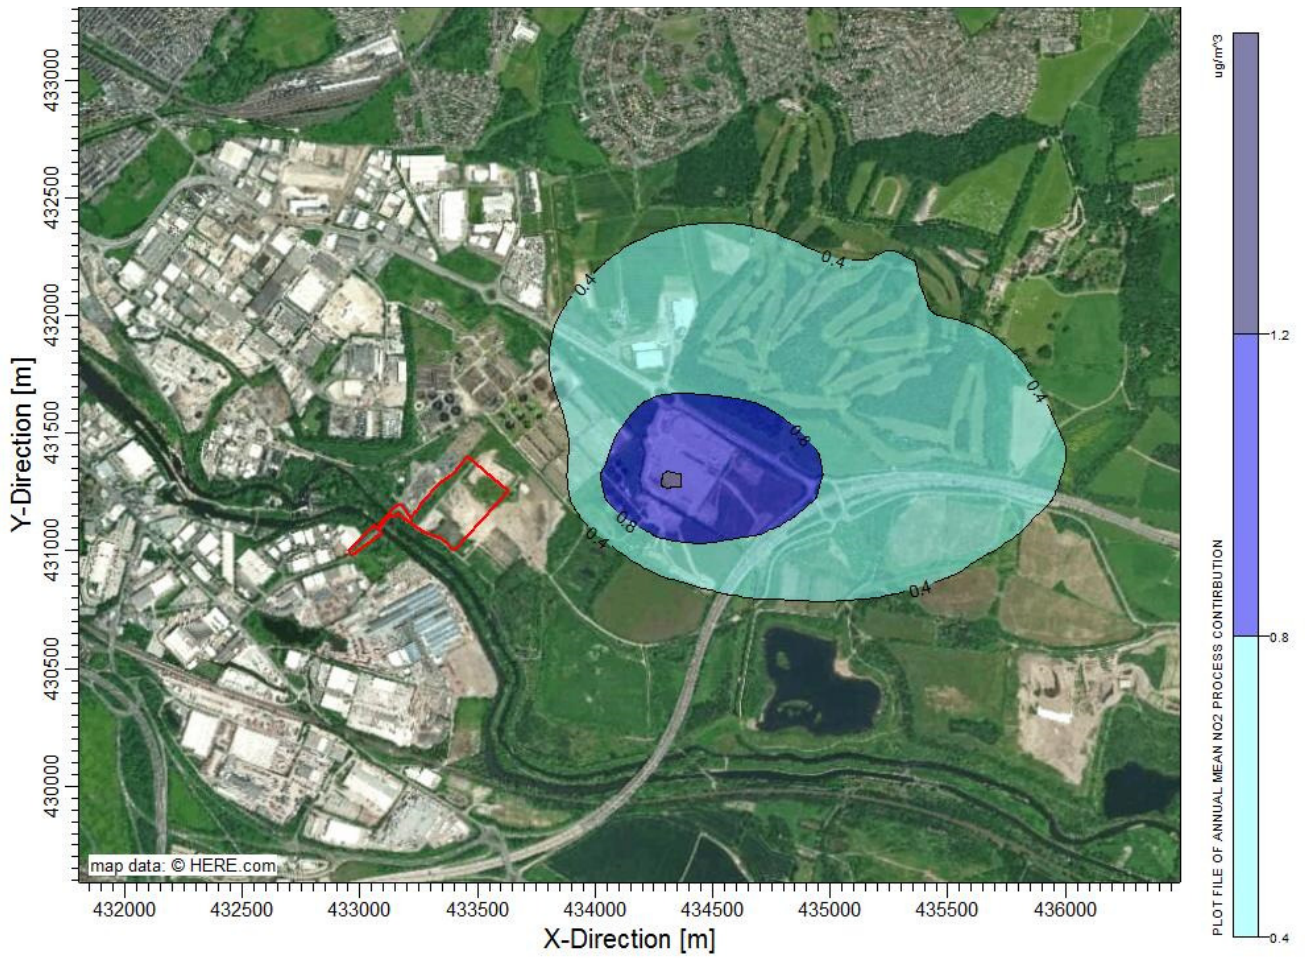 ug/m^3
433000
432500
432000
431500
431000
430500
430000
Y-Direction [m]
0.4
0.4
0.4
0.8
0.8
0.4
0.4
1.2
0.8
0.4
PLOT FILE OF ANNUAL MEAN NO2 PROCESS CONTIRBUTION
map data: © HERE.com
432000 432500 433000 433500 434000 434500 435000 435500 436000
X-Direction [m]